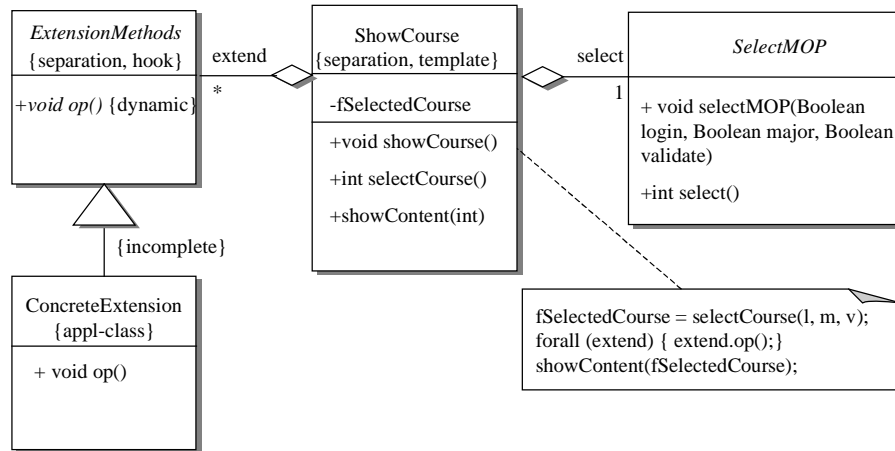 ExtensionMethods
{separation, hook}
+void op() {dynamic}
extend
*
ShowCourse
{separation, template}
-fSelectedCourse
+void showCourse()
+int selectCourse()
+showContent(int)
select
1
SelectMOP
+ void selectMOP(Boolean
login, Boolean major, Boolean
validate)
+int select()
{incomplete}
ConcreteExtension
{appl-class}
+ void op()
fSelectedCourse = selectCourse(l, m, v);
forall (extend) { extend.op();}
showContent(fSelectedCourse);